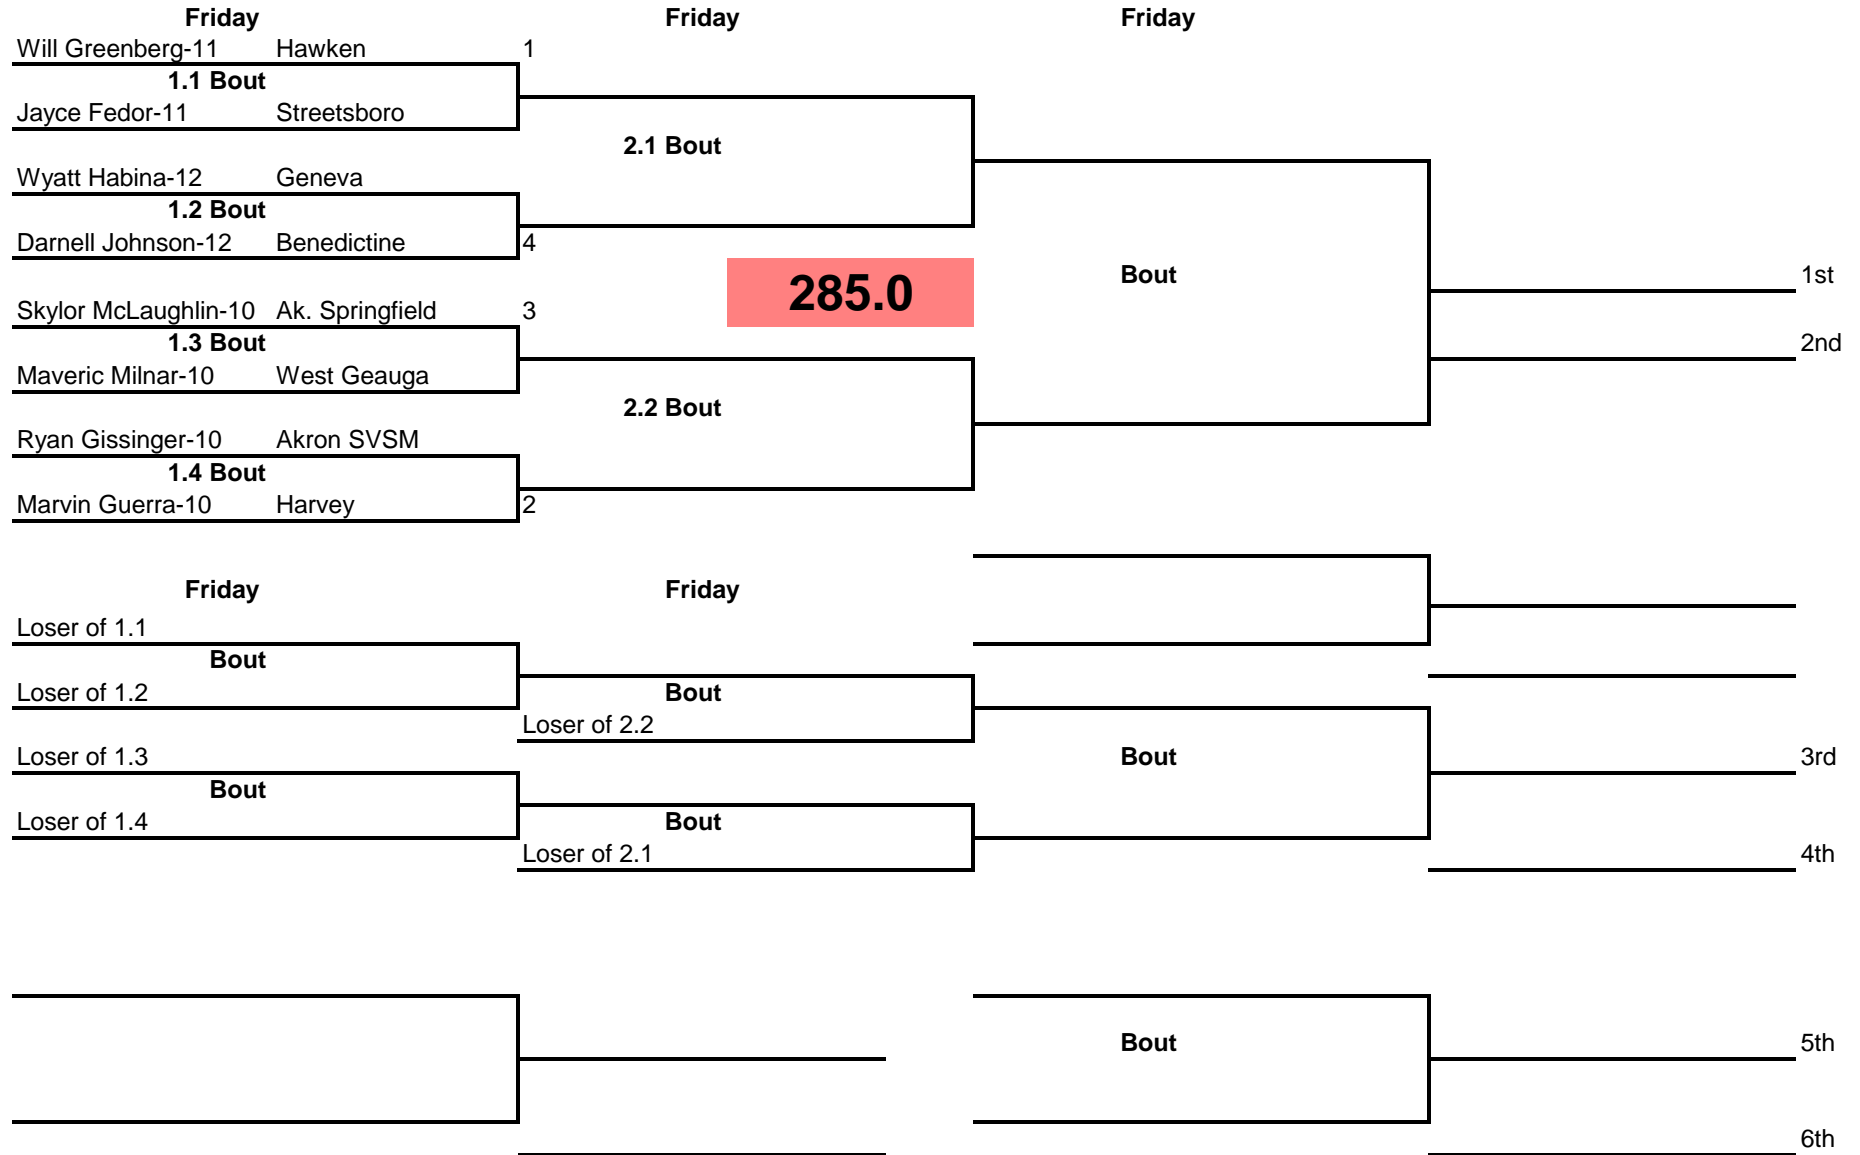 Friday Friday Friday
Will Greenberg-11 Hawken 1
1.1 Bout
Jayce Fedor-11 Streetsboro
2.1 Bout
Wyatt Habina-12 Geneva
1.2 Bout
Darnell Johnson-12 Benedictine 4
285.0 Bout 1st
Skylor McLaughlin-10 Ak. Springfield 3
1.3 Bout 2nd
Maveric Milnar-10 West Geauga
2.2 Bout
Ryan Gissinger-10 Akron SVSM
1.4 Bout
Marvin Guerra-10 Harvey 2
Friday Friday
Loser of 1.1
Bout
Loser of 1.2 Bout
Loser of 2.2
Loser of 1.3 Bout 3rd
Bout
Loser of 1.4 Bout
Loser of 2.1 4th
Bout 5th
6th